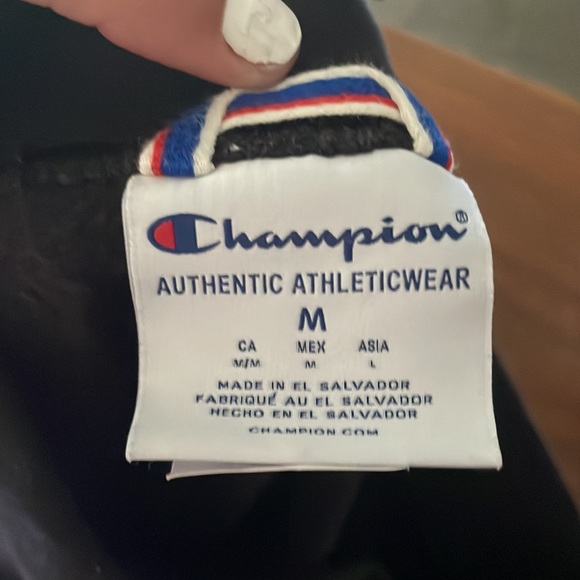 Champion®
AUTHENTIC ATHLETICWEAR
M
CA MEX ASIA
M/M M L
MADE IN EL SALVADOR
FABRIQUÉ AU EL SALVADOR
HECHO EN EL SALVADOR
CHAMPION.COM